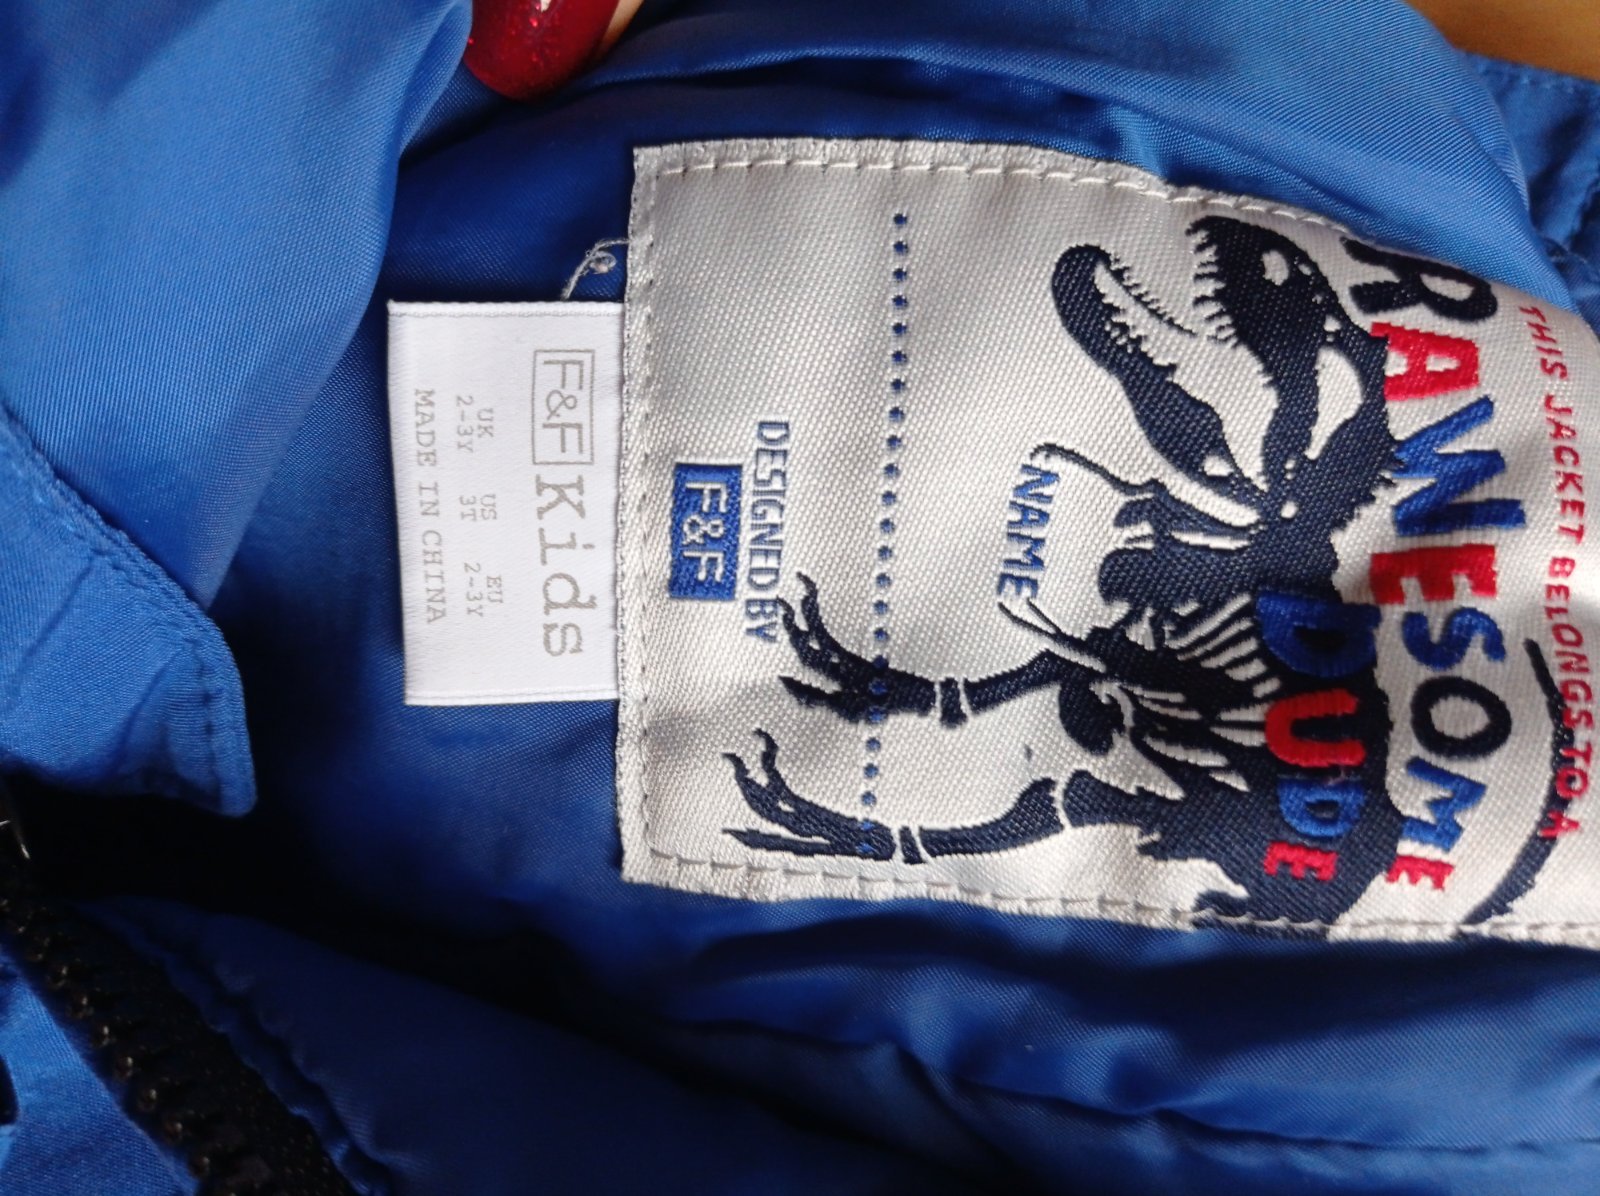 THIS JACKET BELONGS TO A
RAWESOME
DUDE
NAME
DESIGNED BY
F&F
F&F Kids
UK US EU
2-3Y 3T 2-3Y
MADE IN CHINA